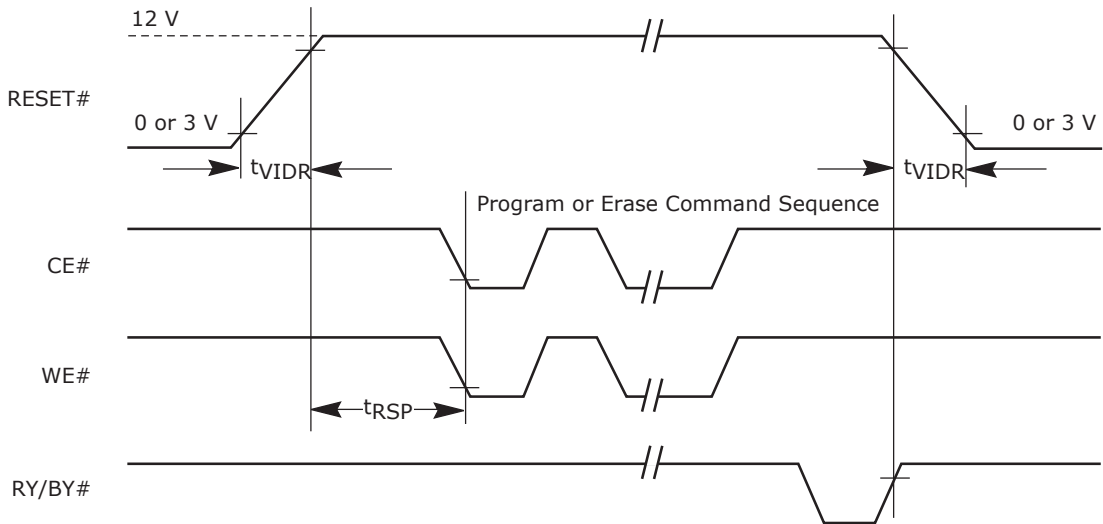 12 V
RESET#
0 or 3 V
0 or 3 V
tVIDR
tVIDR
Program or Erase Command Sequence
CE#
WE#
tRSP
RY/BY#